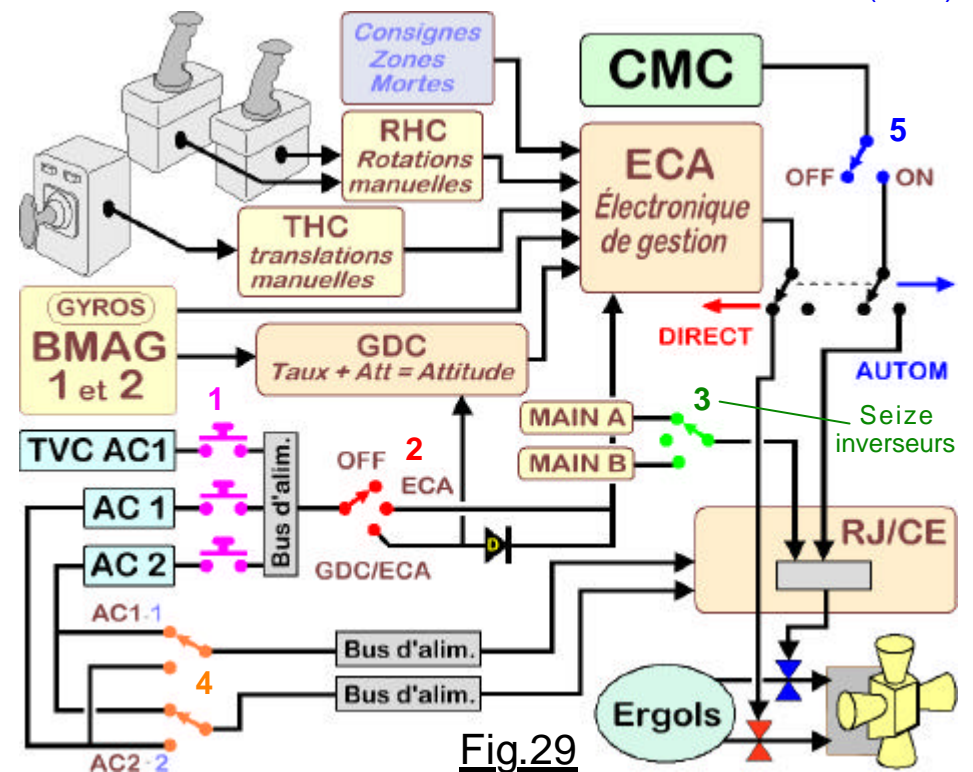 Consignes
Zones
Mortes
CMC
RHC
Rotations
manuelles
ECA
Électronique
de gestion
5
OFF
ON
THC
translations
manuelles
GYROS
BMAG
1 et 2
GDC
Taux + Att = Attitude
DIRECT
AUTOM
1
TVC AC1
AC 1
AC 2
Bus d'alim.
OFF
2
ECA
GDC/ECA
D
MAIN A
MAIN B
3
Seize
inverseurs
RJ/CE
AC1-1
4
AC2-2
Bus d'alim.
Bus d'alim.
Ergols
Fig.29